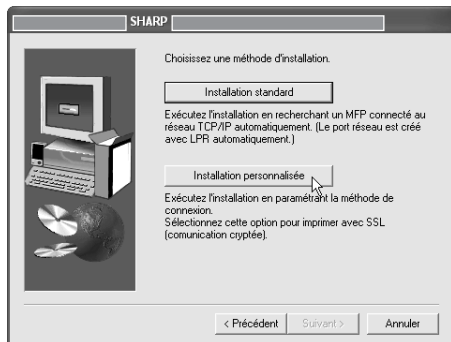 SHARP
Choisissez une méthode d'installation.
Installation standard
Exécutez l'installation en recherchant un MFP connecté au
réseau TCP/IP automatiquement. (Le port réseau est créé
avec LPR automatiquement.)
Installation personnalisée
Exécutez l'installation en paramétrant la méthode de
connexion.
Sélectionnez cette option pour imprimer avec SSL
(comunication cryptée).
< Précédent
Suivant >
Annuler